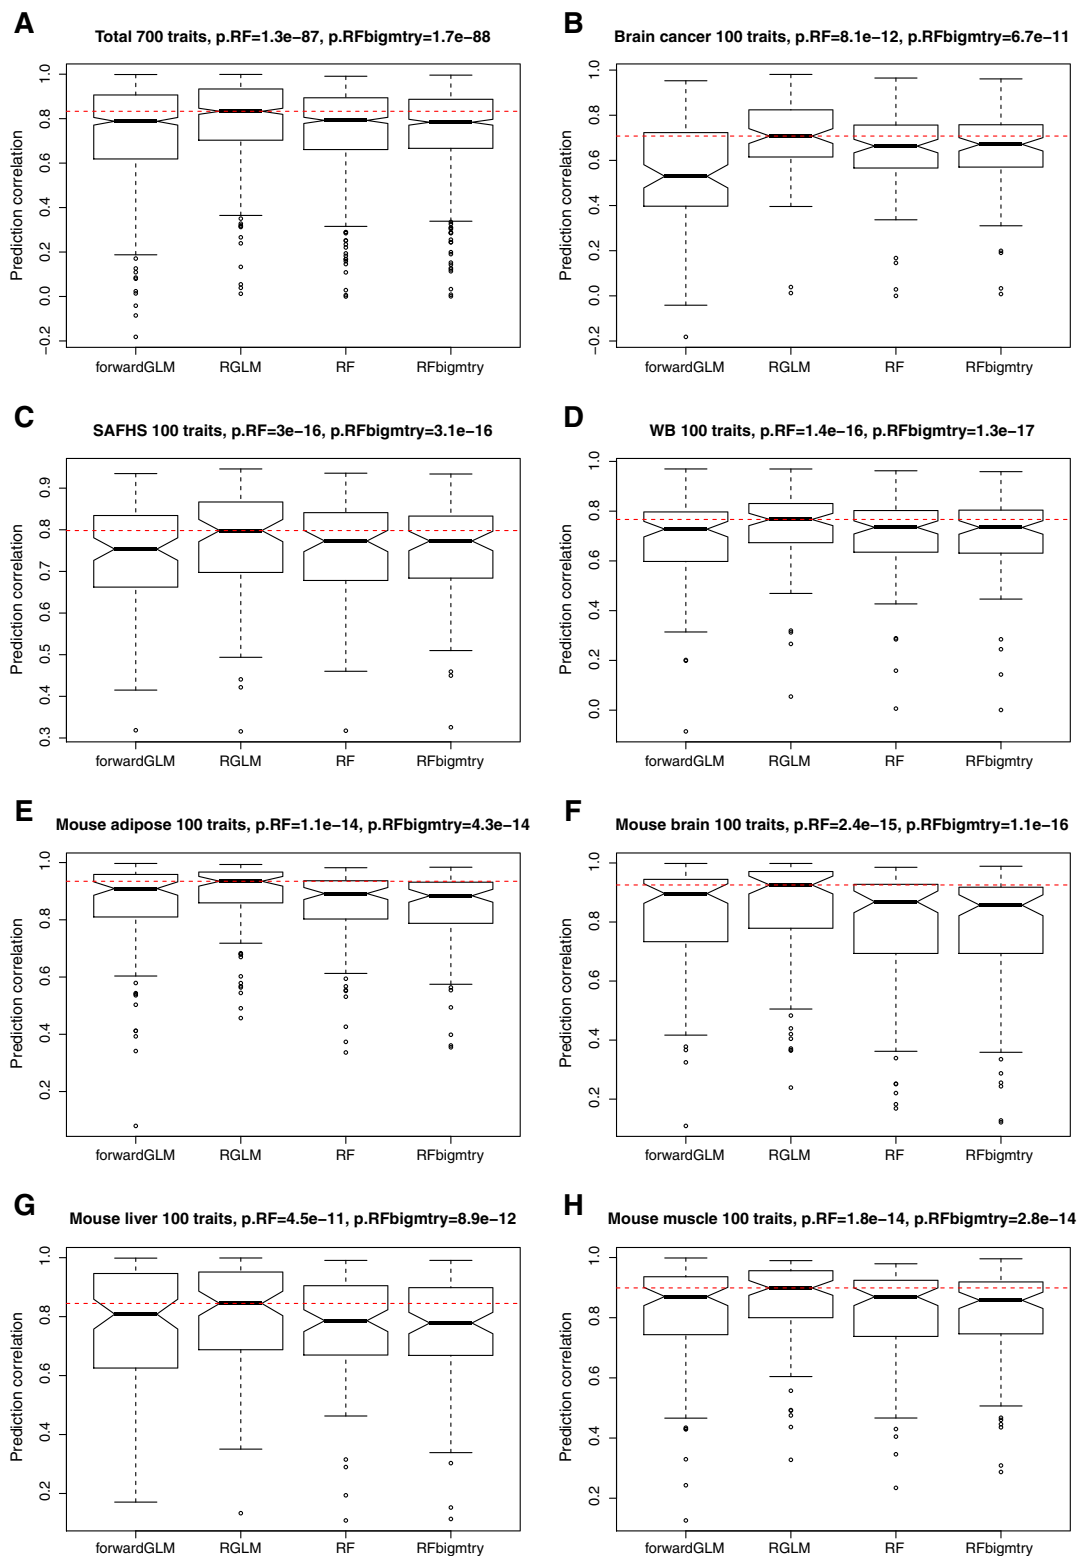 A
Total 700 traits, p.RF=1.3e−87, p.RFbigmtry=1.7e−88
Prediction correlation
1.0
0.8
0.6
0.4
0.2
0.0
−0.2
forwardGLM RGLM RF RFbigmtry
B
Brain cancer 100 traits, p.RF=8.1e−12, p.RFbigmtry=6.7e−11
Prediction correlation
1.0
0.8
0.6
0.4
0.2
0.0
−0.2
forwardGLM RGLM RF RFbigmtry
C
SAFHS 100 traits, p.RF=3e−16, p.RFbigmtry=3.1e−16
Prediction correlation
0.9
0.8
0.7
0.6
0.5
0.4
0.3
forwardGLM RGLM RF RFbigmtry
D
WB 100 traits, p.RF=1.4e−16, p.RFbigmtry=1.3e−17
Prediction correlation
1.0
0.8
0.6
0.4
0.2
0.0
forwardGLM RGLM RF RFbigmtry
E
Mouse adipose 100 traits, p.RF=1.1e−14, p.RFbigmtry=4.3e−14
Prediction correlation
1.0
0.8
0.6
0.4
0.2
forwardGLM RGLM RF RFbigmtry
F
Mouse brain 100 traits, p.RF=2.4e−15, p.RFbigmtry=1.1e−16
Prediction correlation
1.0
0.8
0.6
0.4
0.2
forwardGLM RGLM RF RFbigmtry
G
Mouse liver 100 traits, p.RF=4.5e−11, p.RFbigmtry=8.9e−12
Prediction correlation
1.0
0.8
0.6
0.4
0.2
forwardGLM RGLM RF RFbigmtry
H
Mouse muscle 100 traits, p.RF=1.8e−14, p.RFbigmtry=2.8e−14
Prediction correlation
1.0
0.8
0.6
0.4
0.2
forwardGLM RGLM RF RFbigmtry